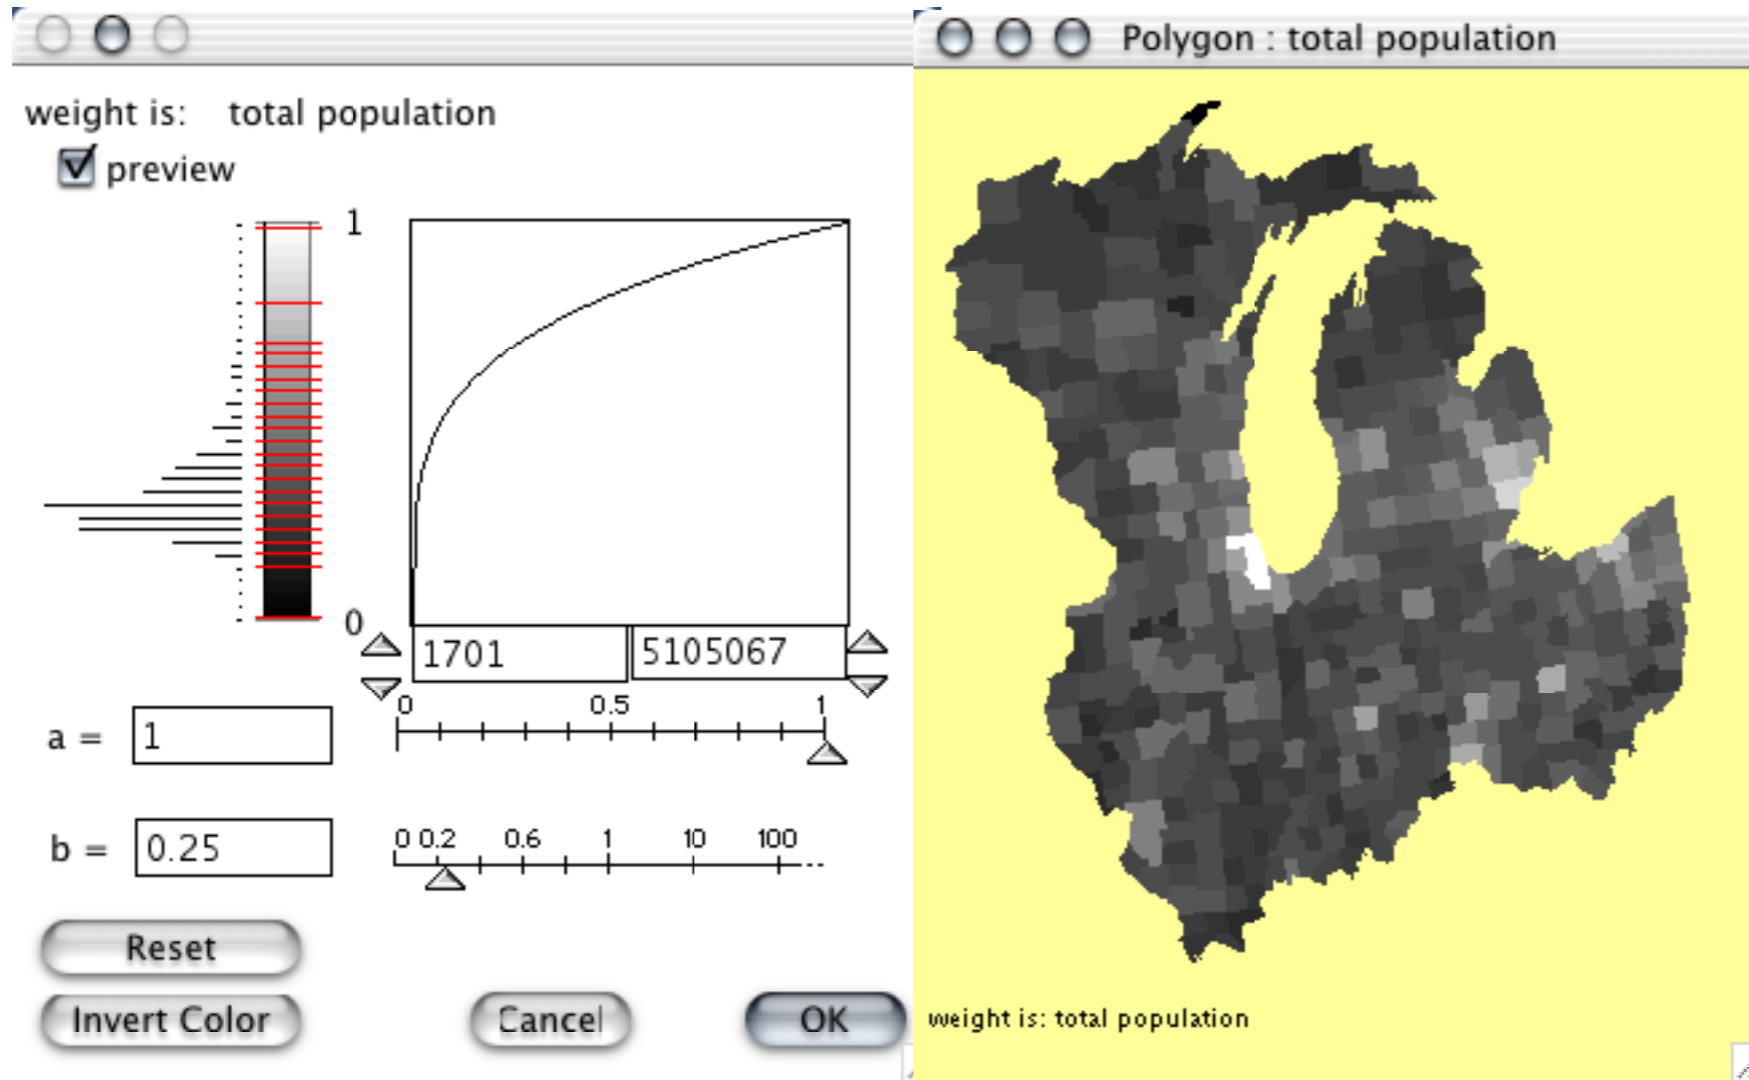 Polygon : total population
weight is: total population
preview
1
0
1701 5105067
0 0.5 1
a = 1
0 0.2 0.6 1 10 100
b = 0.25
Reset
Invert Color Cancel OK
weight is: total population